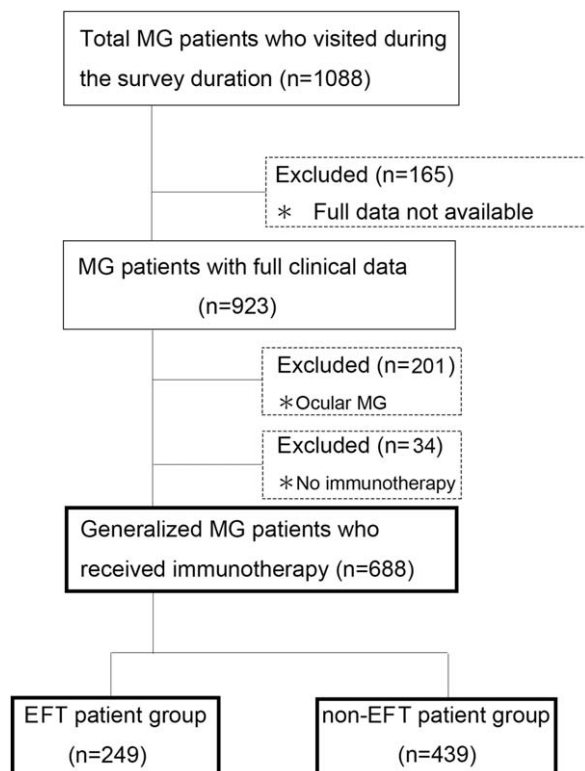 Total MG patients who visited during
the survey duration (n=1088)
Excluded (n=165)
＊ Full data not available
MG patients with full clinical data
(n=923)
Excluded (n=201)
＊Ocular MG
Excluded (n=34)
＊No immunotherapy
Generalized MG patients who
received immunotherapy (n=688)
EFT patient group
(n=249)
non-EFT patient group
(n=439)